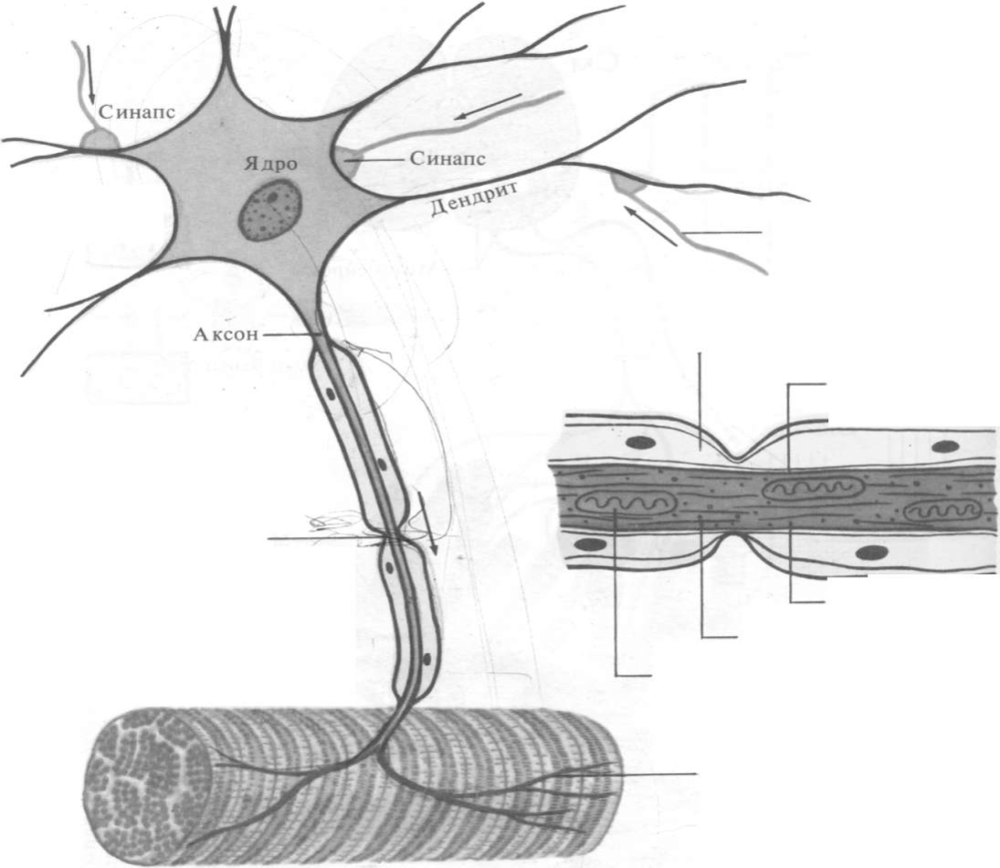 Синапс
Синапс
Ядро
Дендрит
Аксон